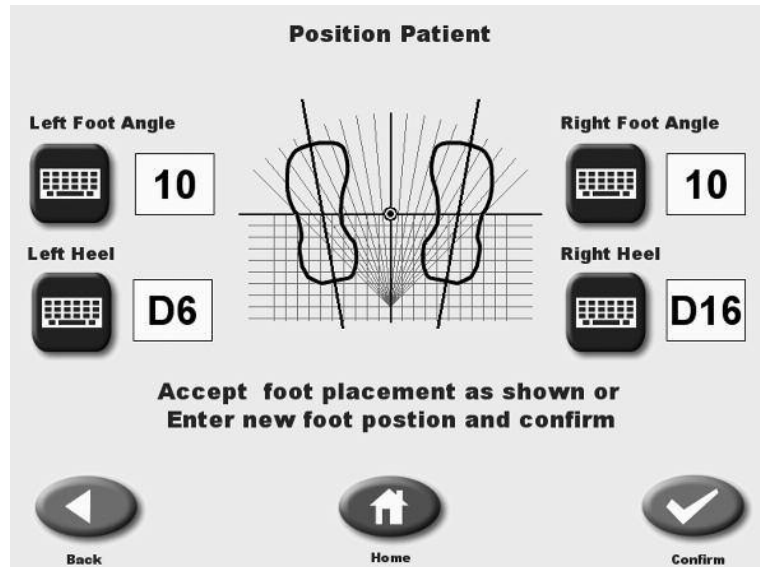 Position Patient
Left Foot Angle
10
Right Foot Angle
10
Left Heel
D6
Right Heel
D16
Accept foot placement as shown or
Enter new foot postion and confirm
Back
Home
Confirm